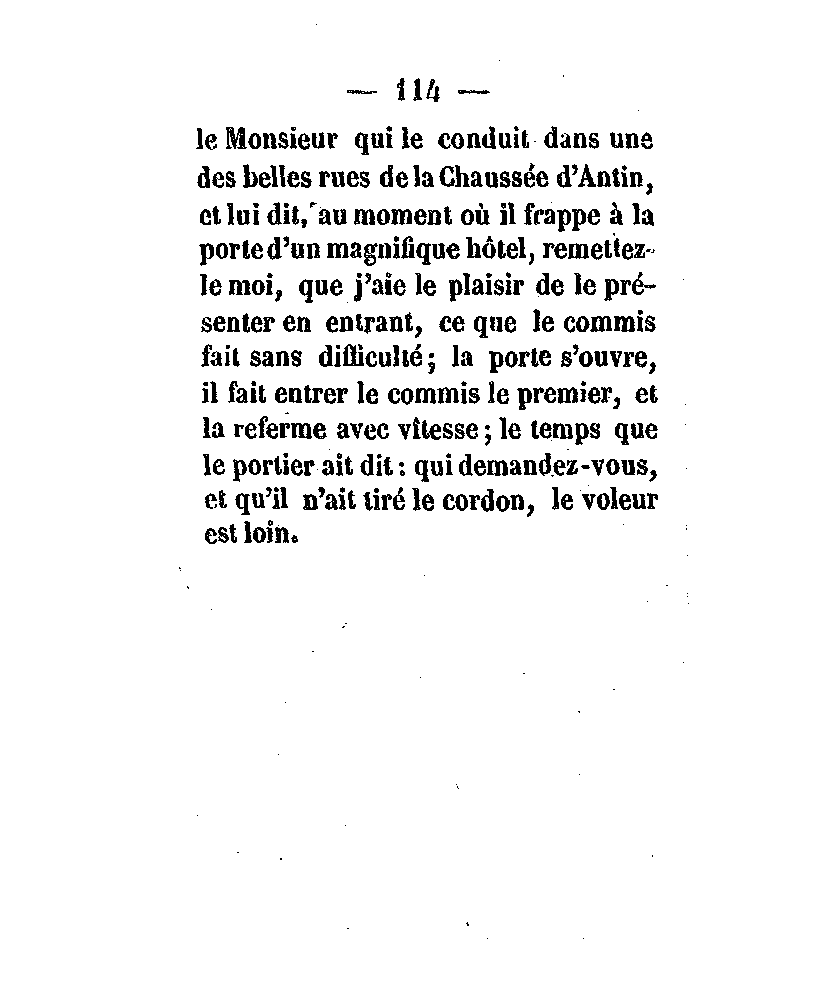 — 114 —
le Monsieur qui le conduit dans une
des belles rues de la Chaussée d'Antin,
et lui dit, au moment où il frappe à la
porte d'un magnifique hôtel, remettez-
le moi, que j'aie le plaisir de le pré-
senter en entrant, ce que le commis
fait sans difficulté; la porte s'ouvre,
il fait entrer le commis le premier, et
la referme avec vîtesse; le temps que
le portier ait dit: qui demandez-vous,
et qu'il n'ait tiré le cordon, le voleur
est loin.